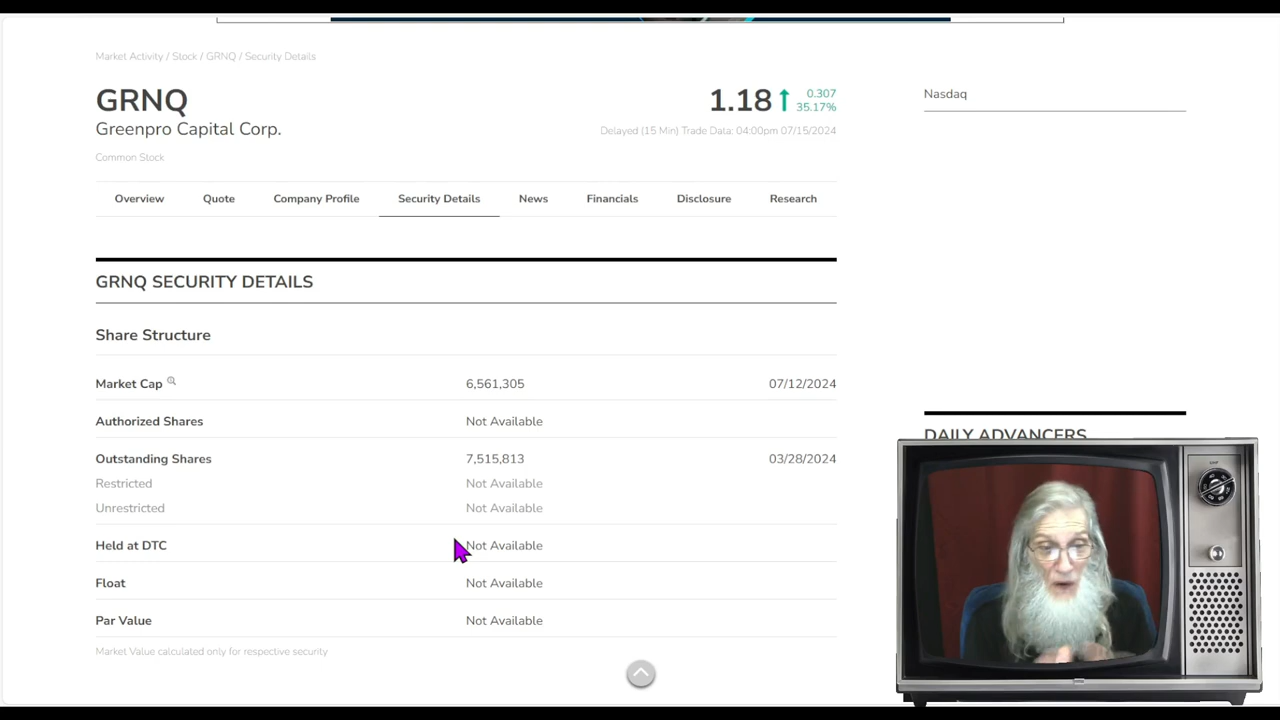 Market Activity / Stock / GRNQ / Security Details
GRNQ
Greenpro Capital Corp.
Common Stock
1.18
0.307
35.17%
Delayed (15 Min) Trade Data: 04:00pm 07/15/2024
Nasdaq
Overview Quote Company Profile Security Details News Financials Disclosure Research
GRNQ SECURITY DETAILS
Share Structure
Market Cap 6,561,305 07/12/2024
Authorized Shares Not Available
Outstanding Shares 7,515,813 03/28/2024
Restricted Not Available
Unrestricted Not Available
Held at DTC Not Available
Float Not Available
Par Value Not Available
Market Value calculated only for respective security
DAILY ADVANCERS